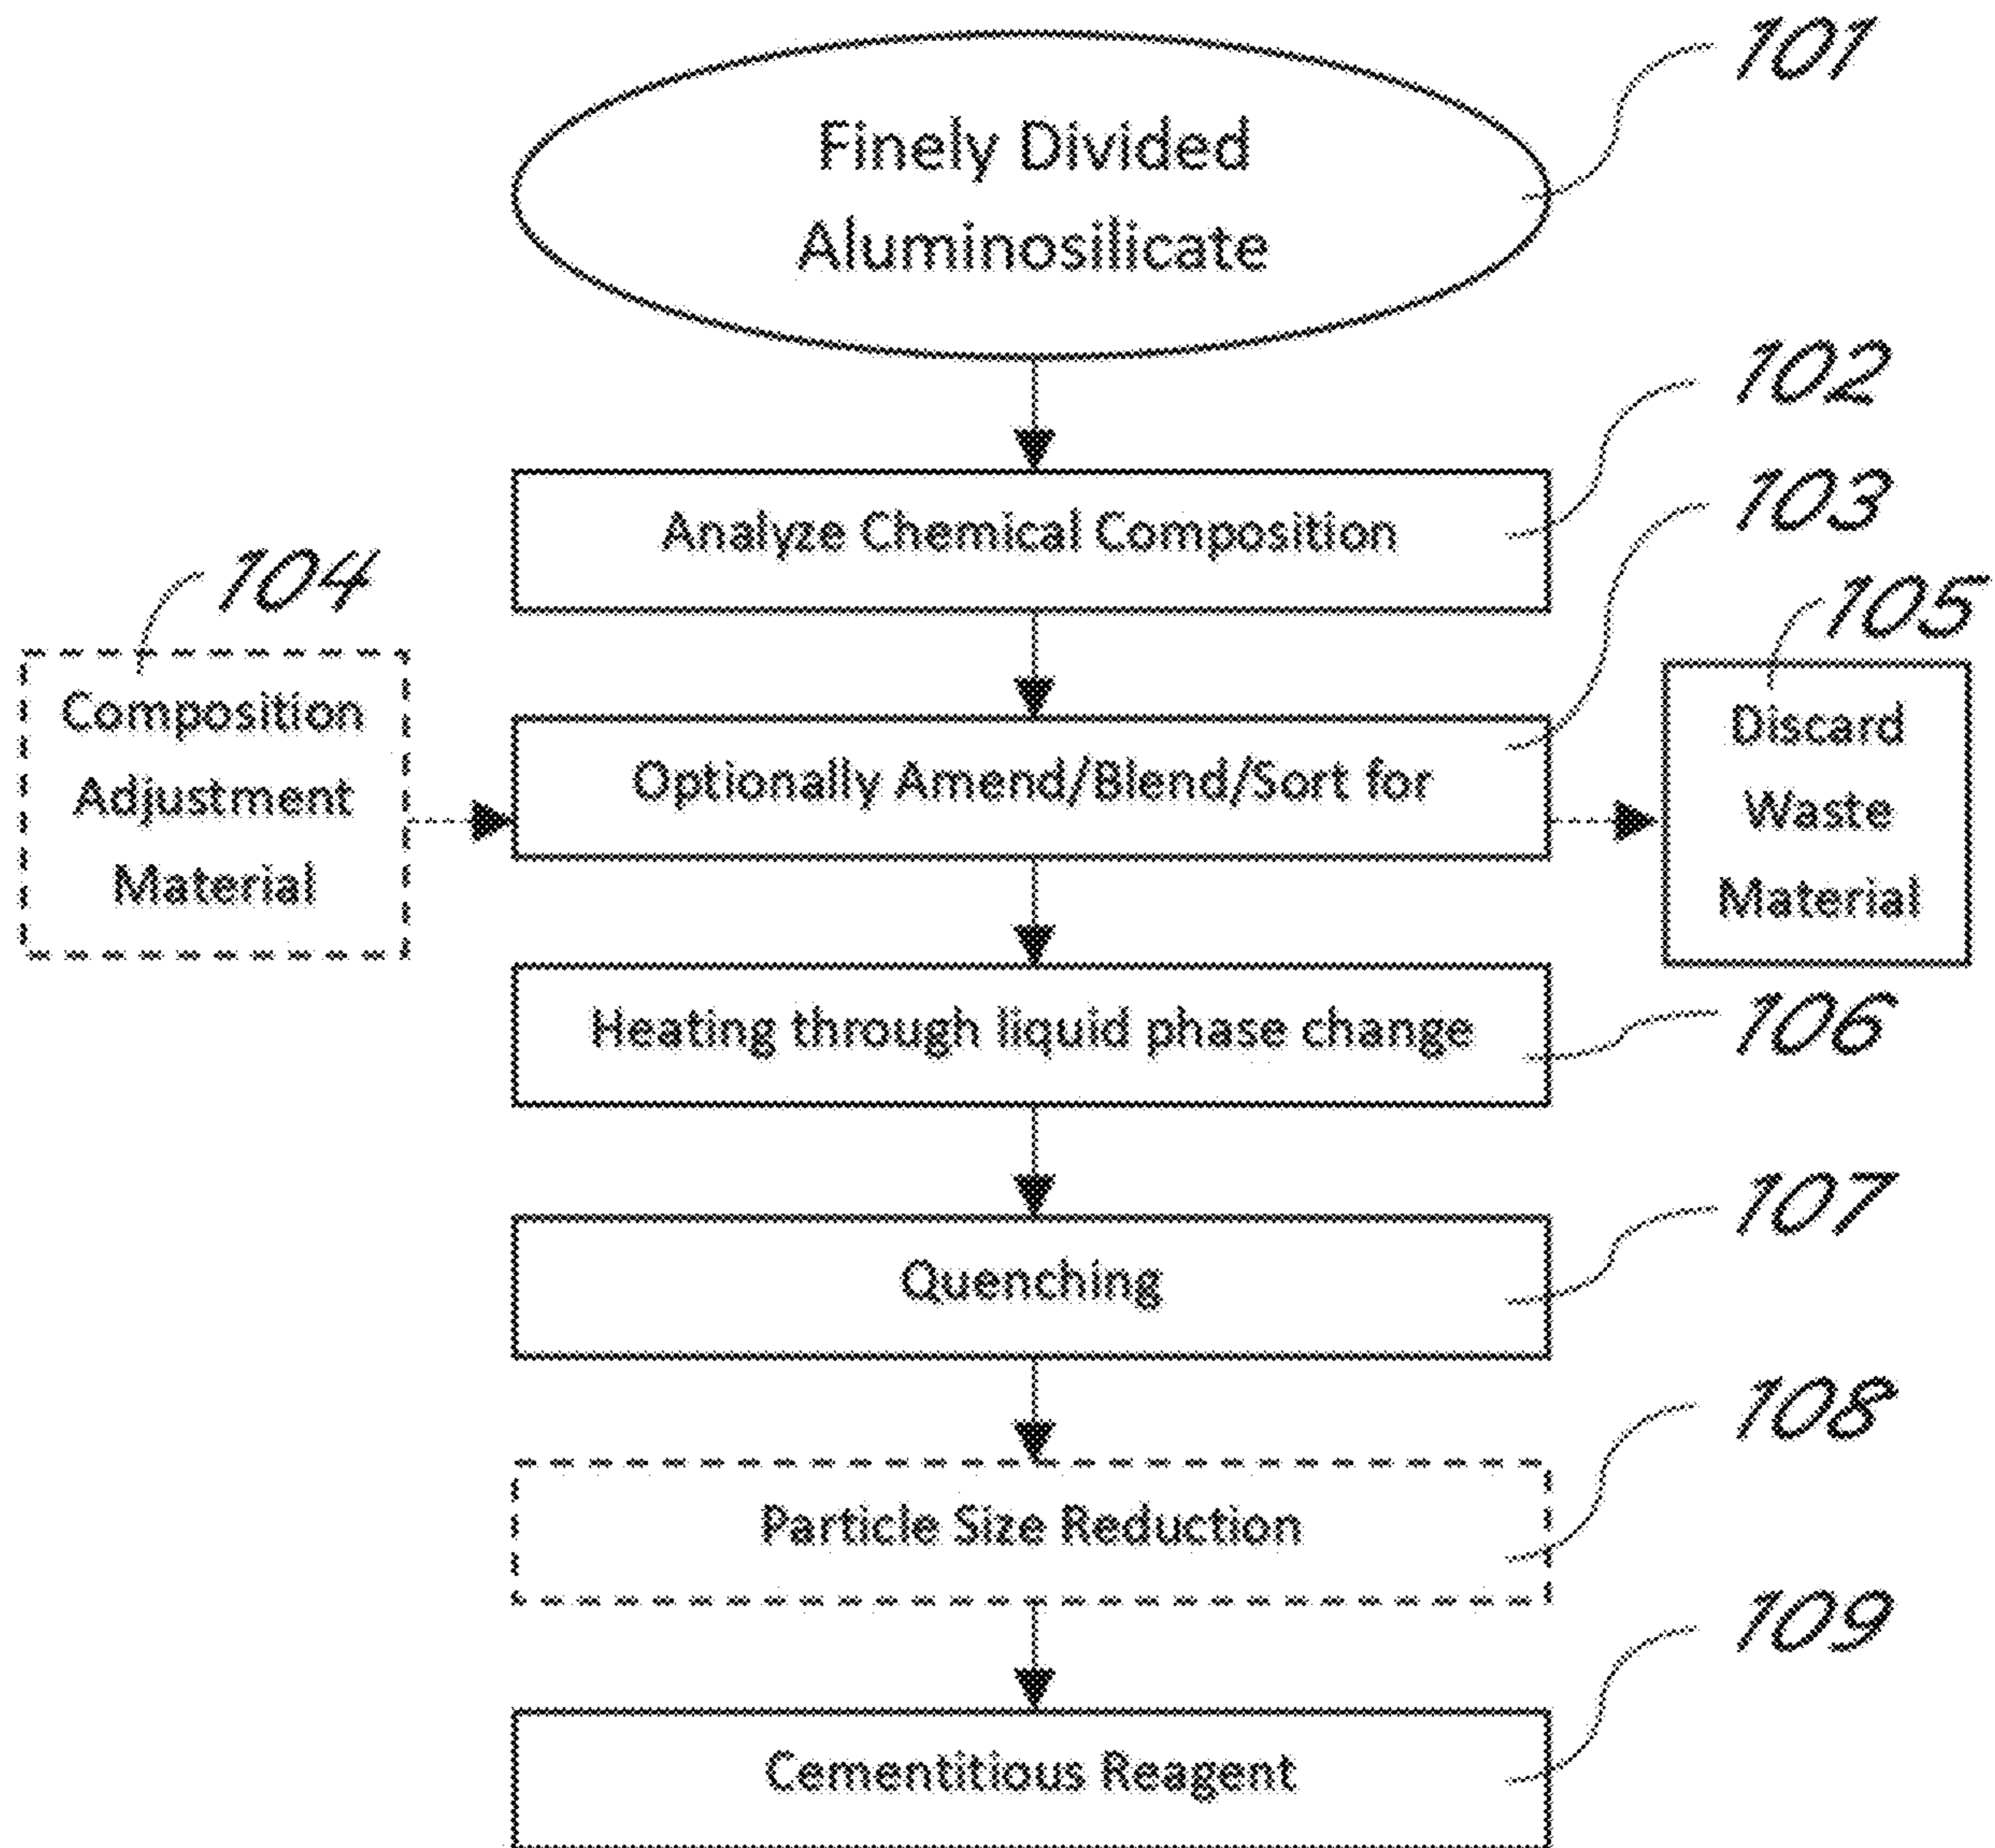 101
Finely Divided
Aluminosilicate
102
Analyze Chemical Composition
103
104
Composition
Adjustment
Material
Optionally Amend/Blend/Sort for
105
Discard
Waste
Material
106
Heating through liquid phase change
107
Quenching
108
Particle Size Reduction
109
Cementitious Reagent